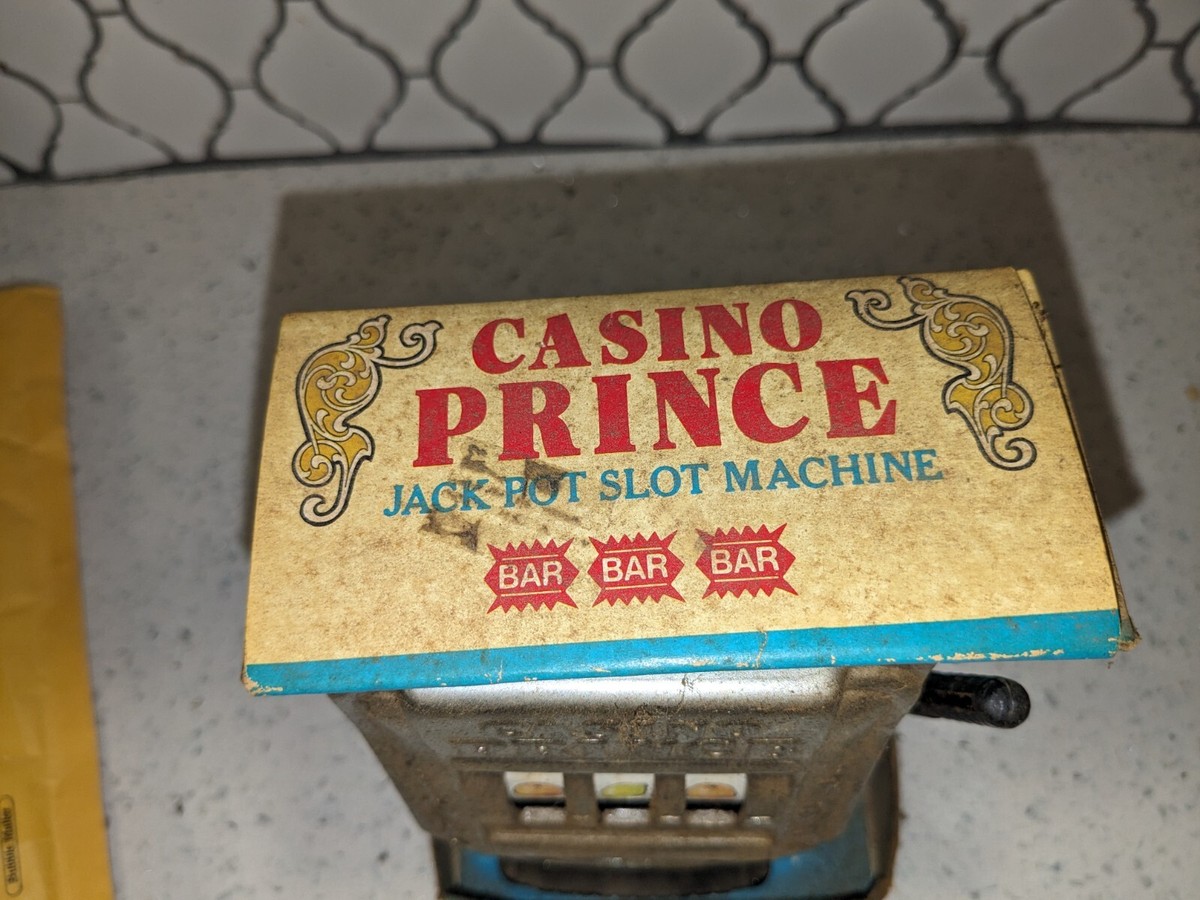 CASINO
PRINCE
JACK POT SLOT MACHINE
BAR BAR BAR